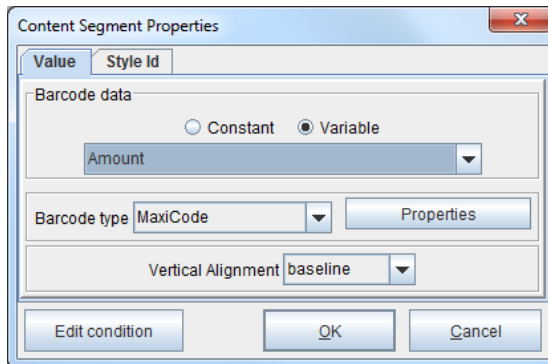 Content Segment Properties
Value Style Id
Barcode data
Constant Variable
Amount
Barcode type MaxiCode Properties
Vertical Alignment baseline
Edit condition OK Cancel